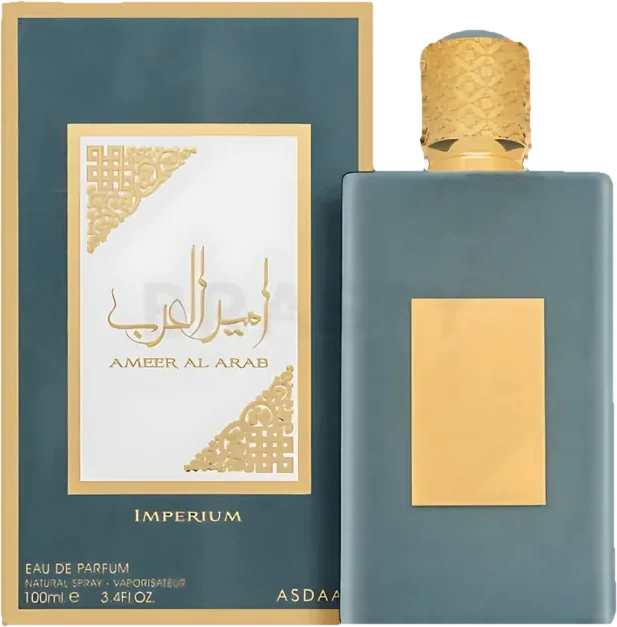 أمير العرب
AMEER AL ARAB
IMPERIUM
EAU DE PARFUM
NATURAL SPRAY · VAPORISATEUR
100ml ℮ 3.4Fl OZ.
ASDAA